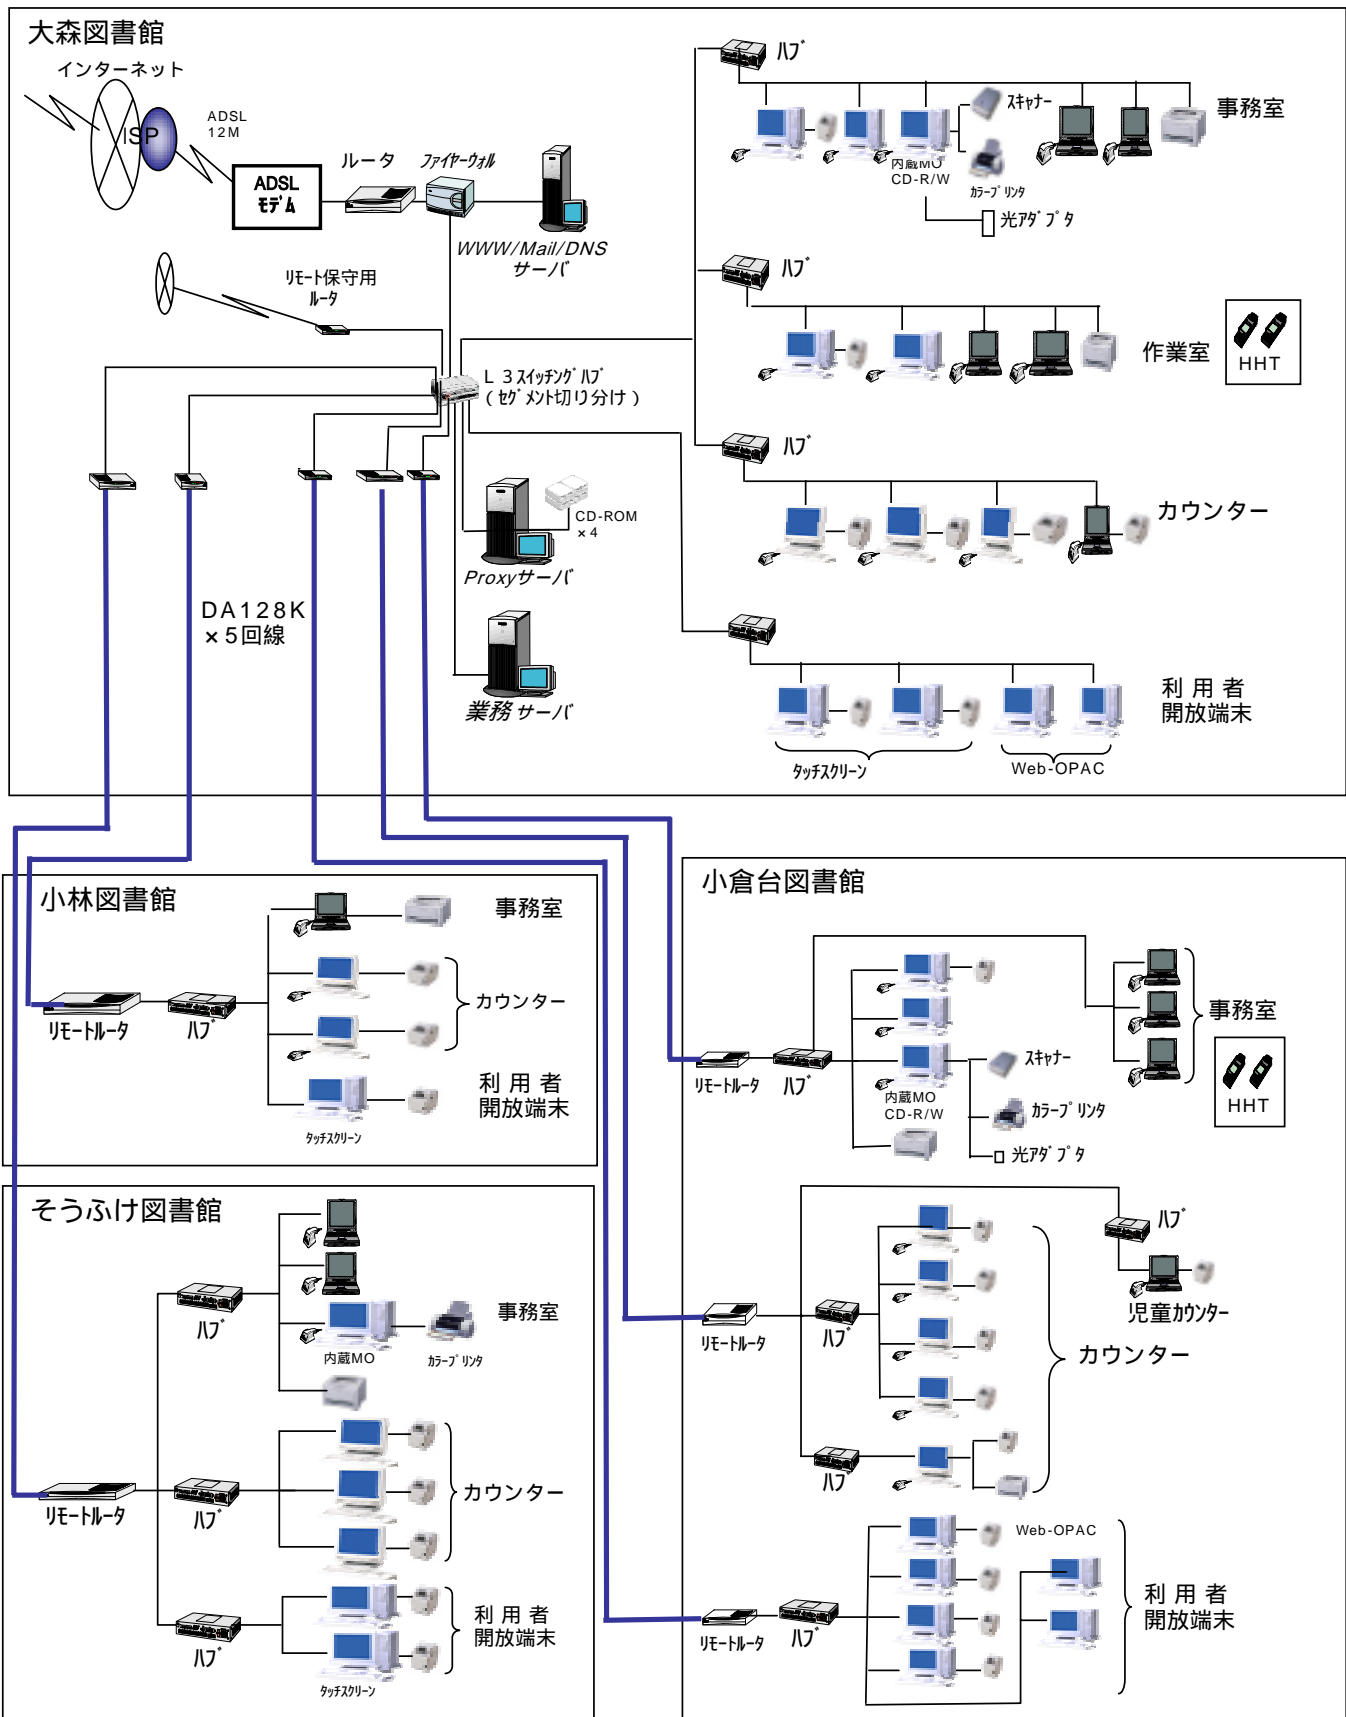 大森図書館
インターネット
ISP
ADSL
12M
ADSL
ﾓﾃﾞﾑ
ルータ
ﾌｧｲﾔｰｳｫﾙ
WWW/Mail/DNS
サーバ
ﾘﾓｰﾄ保守用
ﾙｰﾀ
L 3ｽｲｯﾁﾝｸﾞﾊﾌﾞ
(ｾｸﾞﾒﾝﾄ切り分け)
CD-ROM
×4
Proxyサーバ
業務サーバ
DA128K
×5回線
ﾊﾌﾞ
ｽｷｬﾅｰ
事務室
内蔵MO
CD-R/W
ｶﾗｰﾌﾟﾘﾝﾀ
光ｱﾀﾞﾌﾟﾀ
ﾊﾌﾞ
作業室
HHT
ﾊﾌﾞ
カウンター
利用者
開放端末
ﾀｯﾁｽｸﾘｰﾝ
Web-OPAC
小林図書館
事務室
カウンター
ﾘﾓｰﾄﾙｰﾀ
ﾊﾌﾞ
利用者
開放端末
ﾀｯﾁｽｸﾘｰﾝ
そうふけ図書館
ﾊﾌﾞ
事務室
内蔵MO
ｶﾗｰﾌﾟﾘﾝﾀ
ﾘﾓｰﾄﾙｰﾀ
ﾊﾌﾞ
カウンター
ﾊﾌﾞ
利用者
開放端末
ﾀｯﾁｽｸﾘｰﾝ
小倉台図書館
事務室
ﾘﾓｰﾄﾙｰﾀ
ﾊﾌﾞ
ｽｷｬﾅｰ
内蔵MO
CD-R/W
ｶﾗｰﾌﾟﾘﾝﾀ
光ｱﾀﾞﾌﾟﾀ
HHT
ﾊﾌﾞ
児童ｶｳﾝﾀｰ
ﾘﾓｰﾄﾙｰﾀ
ﾊﾌﾞ
カウンター
ﾊﾌﾞ
Web-OPAC
ﾘﾓｰﾄﾙｰﾀ
ﾊﾌﾞ
利用者
開放端末